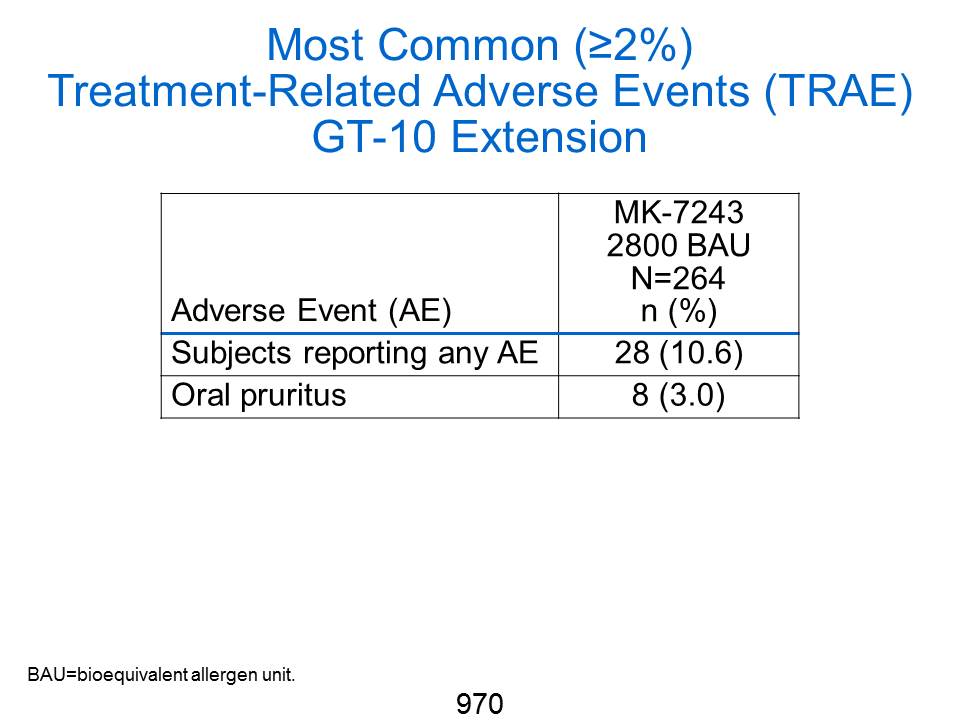 Most Common (≥2%)
Treatment-Related Adverse Events (TRAE)
GT-10 Extension
MK-7243
2800 BAU
N=264
Adverse Event (AE) n (%)
Subjects reporting any AE 28 (10.6)
Oral pruritus 8 (3.0)
BAU=bioequivalent allergen unit.
970